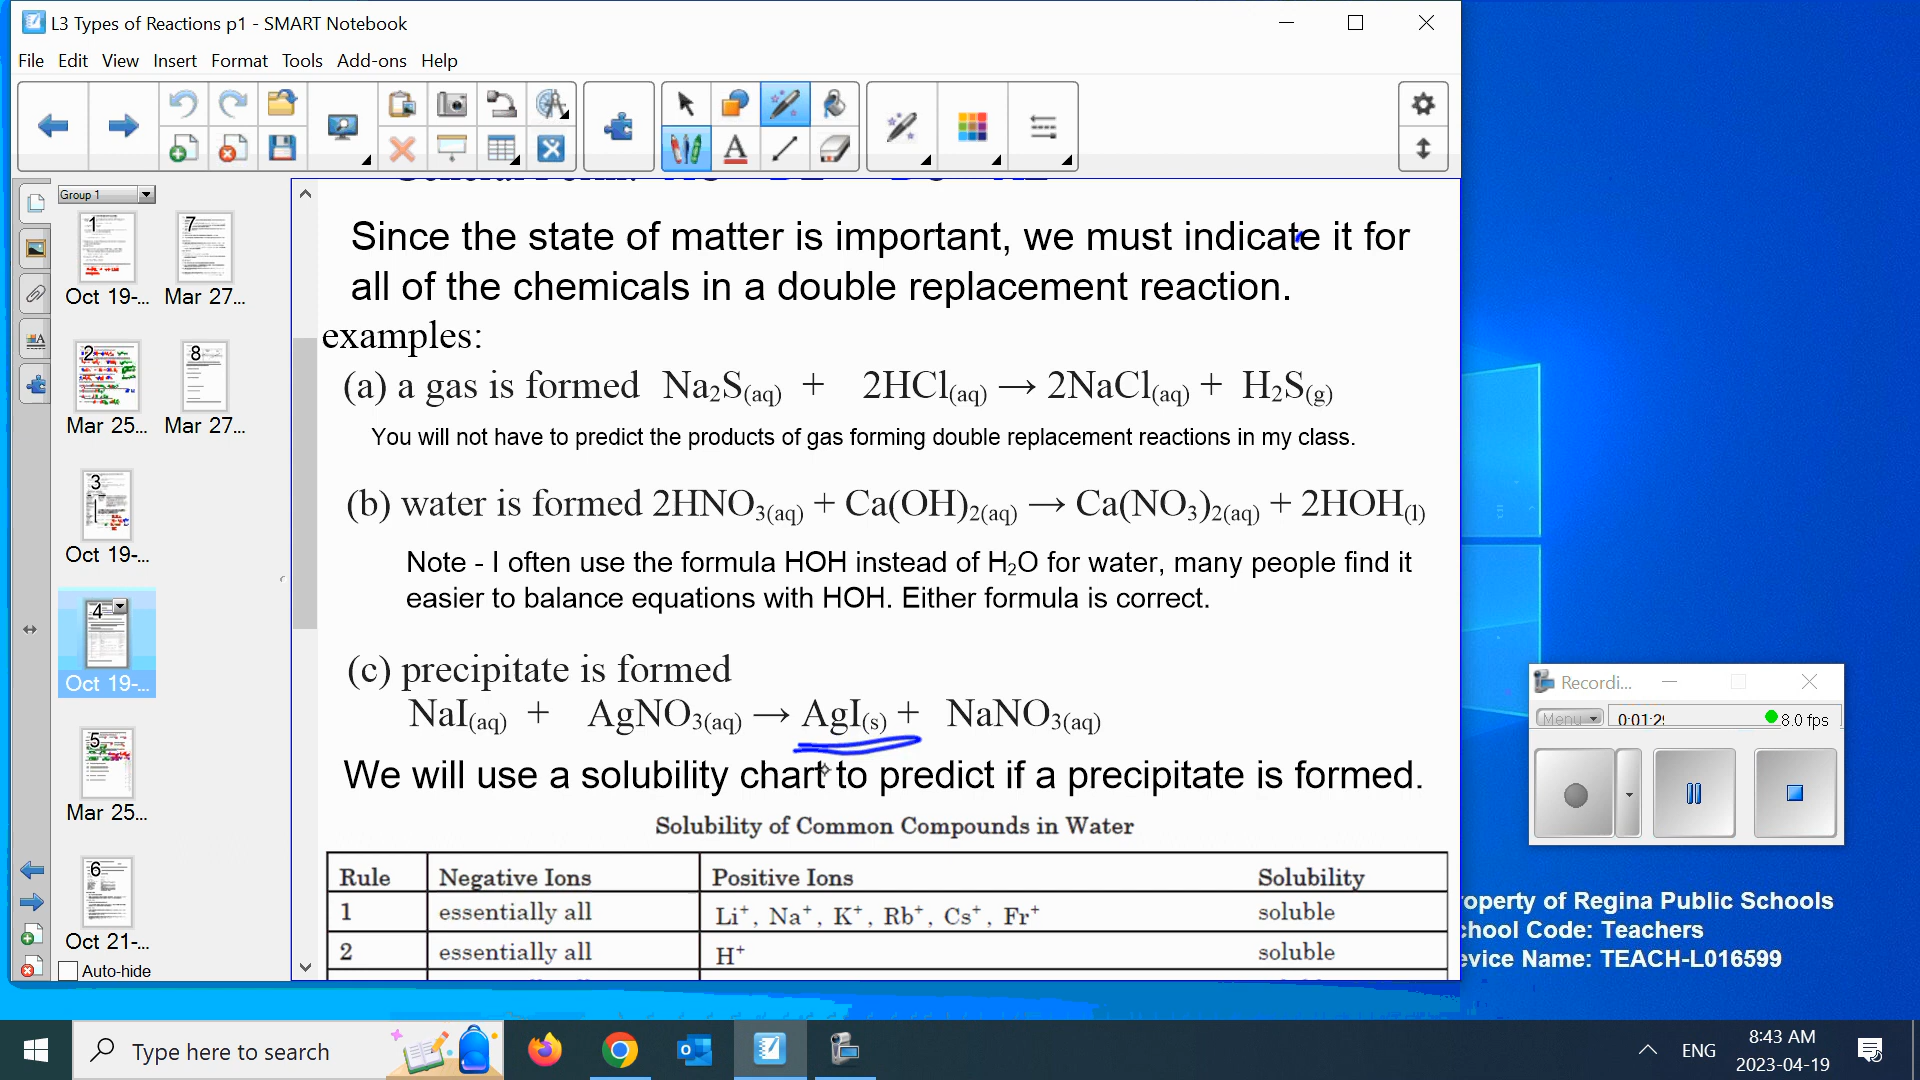 L3 Types of Reactions p1 - SMART Notebook
File Edit View Insert Format Tools Add-ons Help
Group 1
1
7
Oct 19-... Mar 27...
2
8
Mar 25... Mar 27...
3
Oct 19-...
4
Oct 19-...
5
Mar 25...
6
Oct 21-...
Auto-hide
Since the state of matter is important, we must indicate it for
all of the chemicals in a double replacement reaction.
examples:
(a) a gas is formed Na₂S(aq) + 2HCl(aq) → 2NaCl(aq) + H₂S(g)
You will not have to predict the products of gas forming double replacement reactions in my class.
(b) water is formed 2HNO₃(aq) + Ca(OH)₂(aq) → Ca(NO₃)₂(aq) + 2HOH(l)
Note - I often use the formula HOH instead of H₂O for water, many people find it
easier to balance equations with HOH. Either formula is correct.
(c) precipitate is formed
NaI(aq) + AgNO₃(aq) → AgI(s) + NaNO₃(aq)
We will use a solubility chart to predict if a precipitate is formed.
Solubility of Common Compounds in Water
Rule Negative Ions Positive Ions Solubility
1 essentially all Li⁺, Na⁺, K⁺, Rb⁺, Cs⁺, Fr⁺ soluble
2 essentially all H⁺ soluble
Recordi...
Menu
8.0 fps
operty of Regina Public Schools
chool Code: Teachers
evice Name: TEACH-L016599
Type here to search
ENG
8:43 AM
2023-04-19